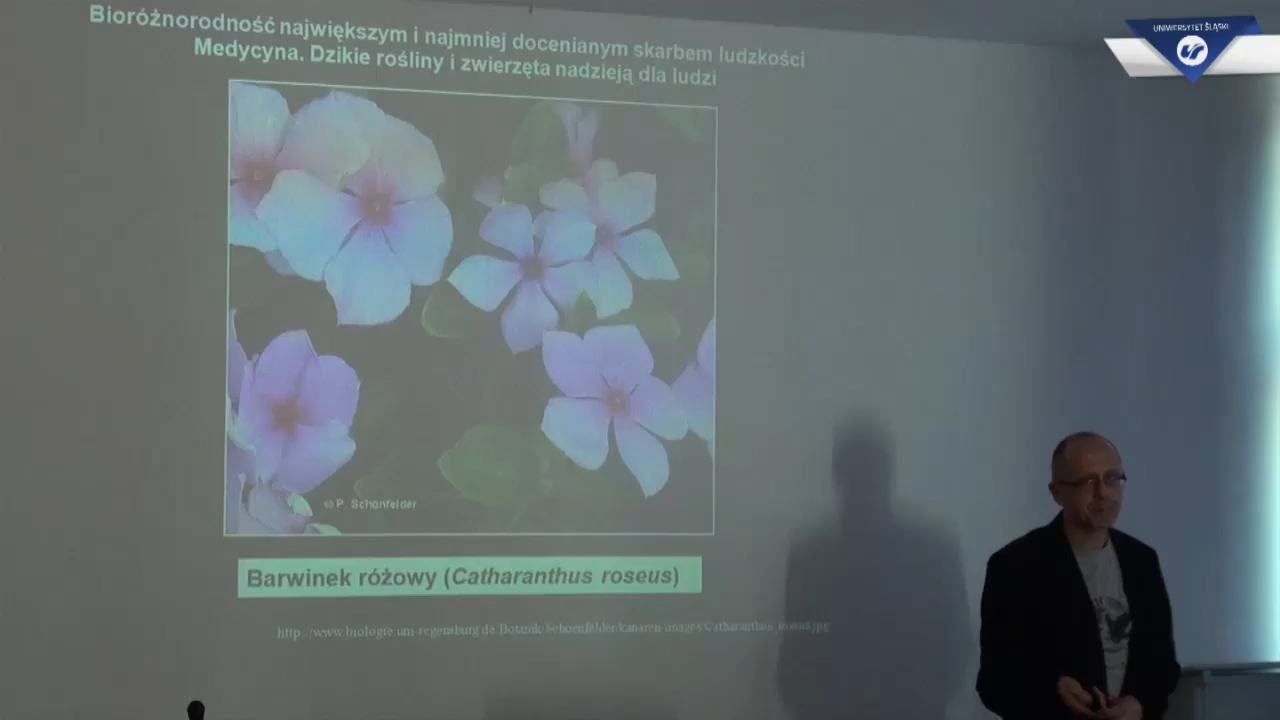 UNIWERSYTET ŚLĄSKI
Bioróżnorodność największym i najmniej docenianym skarbem ludzkości
Medycyna. Dzikie rośliny i zwierzęta nadzieją dla ludzi
© P. Schönfelder
Barwinek różowy (Catharanthus roseus)
http://www.biologie.uni-regensburg.de/Botanik/Schoenfelder/kanaren/images/Catharanthus_roseus.jpg